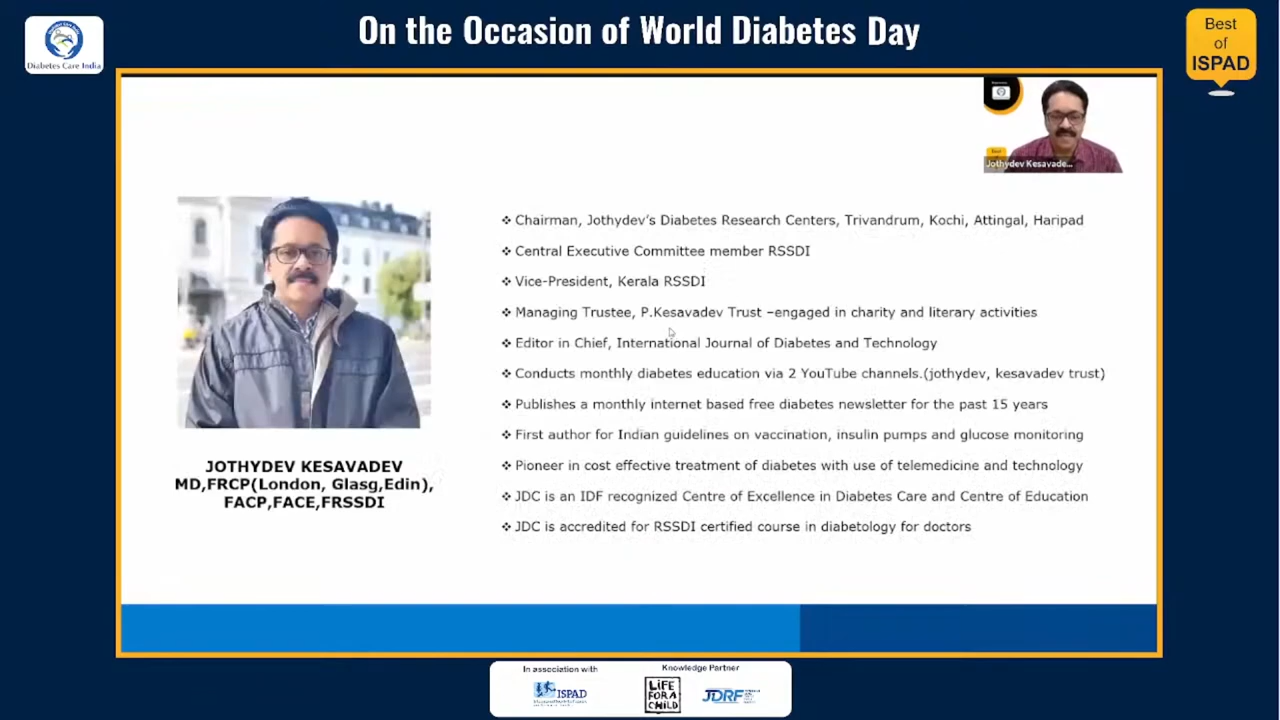 On the Occasion of World Diabetes Day
Diabetes Care India
Best
of
ISPAD
Jothydev Kesavade...
❖ Chairman, Jothydev's Diabetes Research Centers, Trivandrum, Kochi, Attingal, Haripad
❖ Central Executive Committee member RSSDI
❖ Vice-President, Kerala RSSDI
❖ Managing Trustee, P.Kesavadev Trust –engaged in charity and literary activities
❖ Editor in Chief, International Journal of Diabetes and Technology
❖ Conducts monthly diabetes education via 2 YouTube channels.(jothydev, kesavadev trust)
❖ Publishes a monthly internet based free diabetes newsletter for the past 15 years
❖ First author for Indian guidelines on vaccination, insulin pumps and glucose monitoring
❖ Pioneer in cost effective treatment of diabetes with use of telemedicine and technology
❖ JDC is an IDF recognized Centre of Excellence in Diabetes Care and Centre of Education
❖ JDC is accredited for RSSDI certified course in diabetology for doctors
JOTHYDEV KESAVADEV
MD,FRCP(London, Glasg,Edin),
FACP,FACE,FRSSDI
In association with
ISPAD
Knowledge Partner
LiFE
FOR A
CHiLD
JDRF